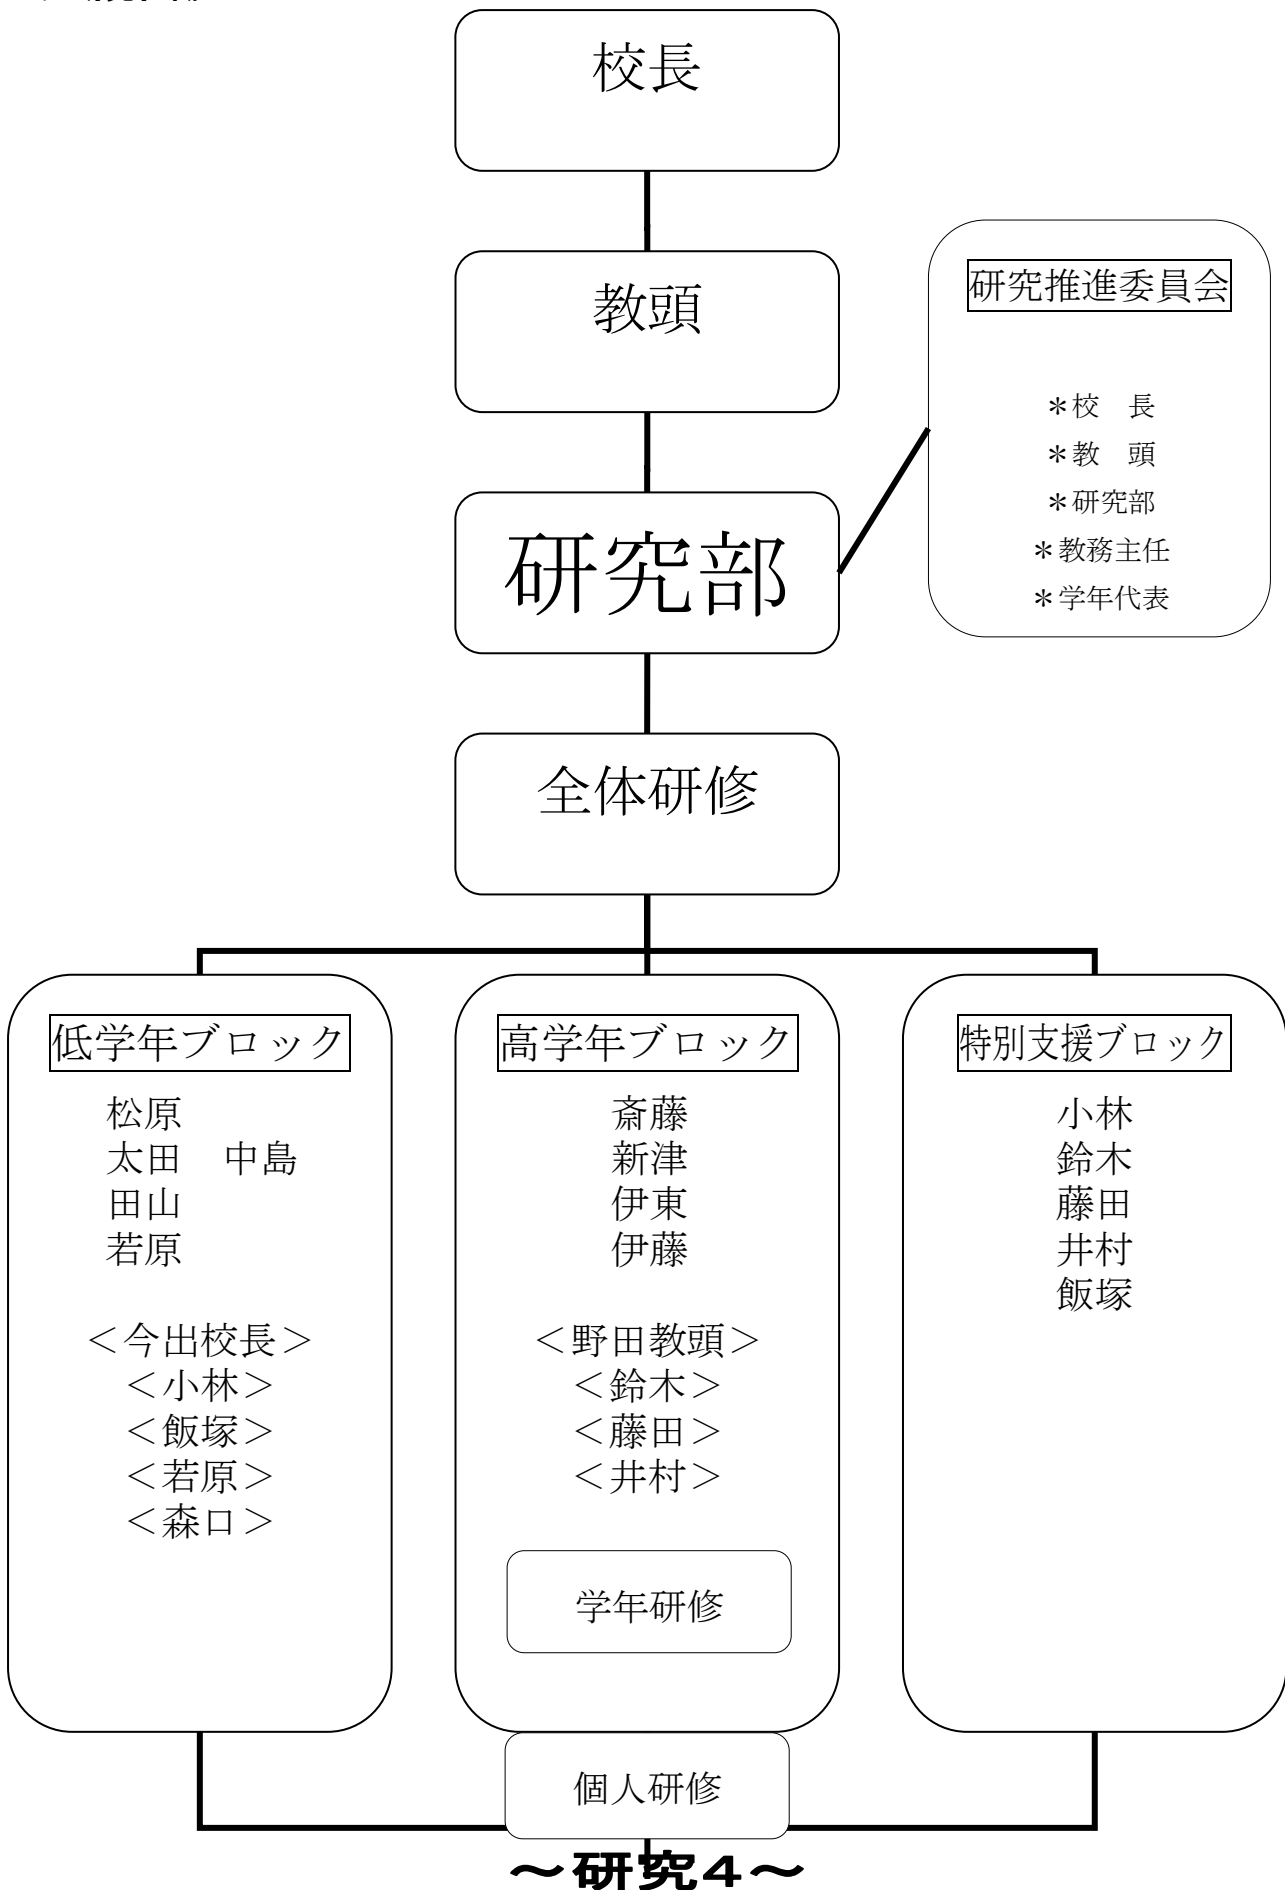 校長
教頭
研究推進委員会
＊校　長
＊教　頭
＊研究部
＊教務主任
＊学年代表
研究部
全体研修
低学年ブロック
松原
太田　中島
田山
若原
＜今出校長＞
＜小林＞
＜飯塚＞
＜若原＞
＜森口＞
高学年ブロック
斎藤
新津
伊東
伊藤
＜野田教頭＞
＜鈴木＞
＜藤田＞
＜井村＞
学年研修
特別支援ブロック
小林
鈴木
藤田
井村
飯塚
個人研修
～研究4～